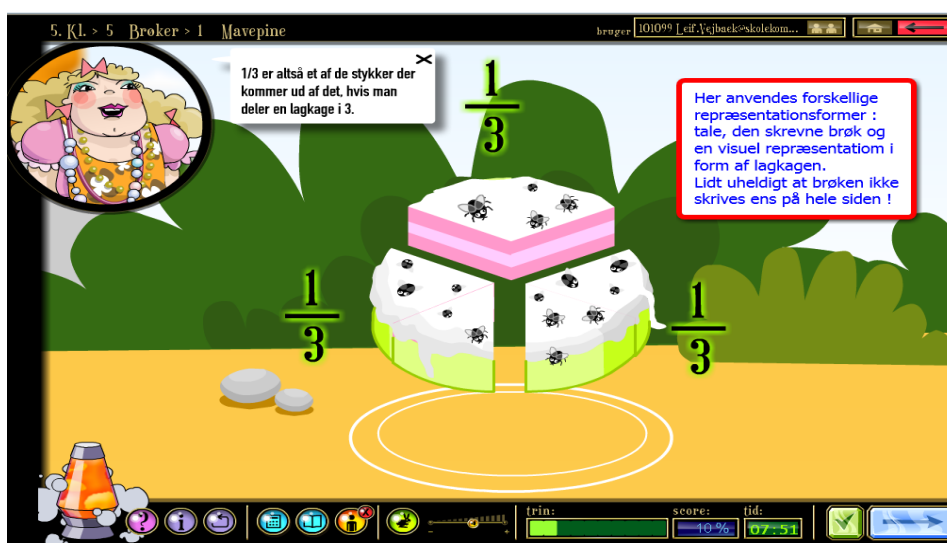 5. Kl. > 5 Brøker > 1 Mavepine
bruger 101099_Leif.Vejbaek@skolekom...
1/3 er altså et af de stykker der
kommer ud af det, hvis man
deler en lagkage i 3.
1
3
Her anvendes forskellige
repræsentationsformer :
tale, den skrevne brøk og
en visuel repræsentatiom i
form af lagkagen.
Lidt uheldigt at brøken ikke
skrives ens på hele siden !
1
3
1
3
trin: score: tid:
10 % 07:51